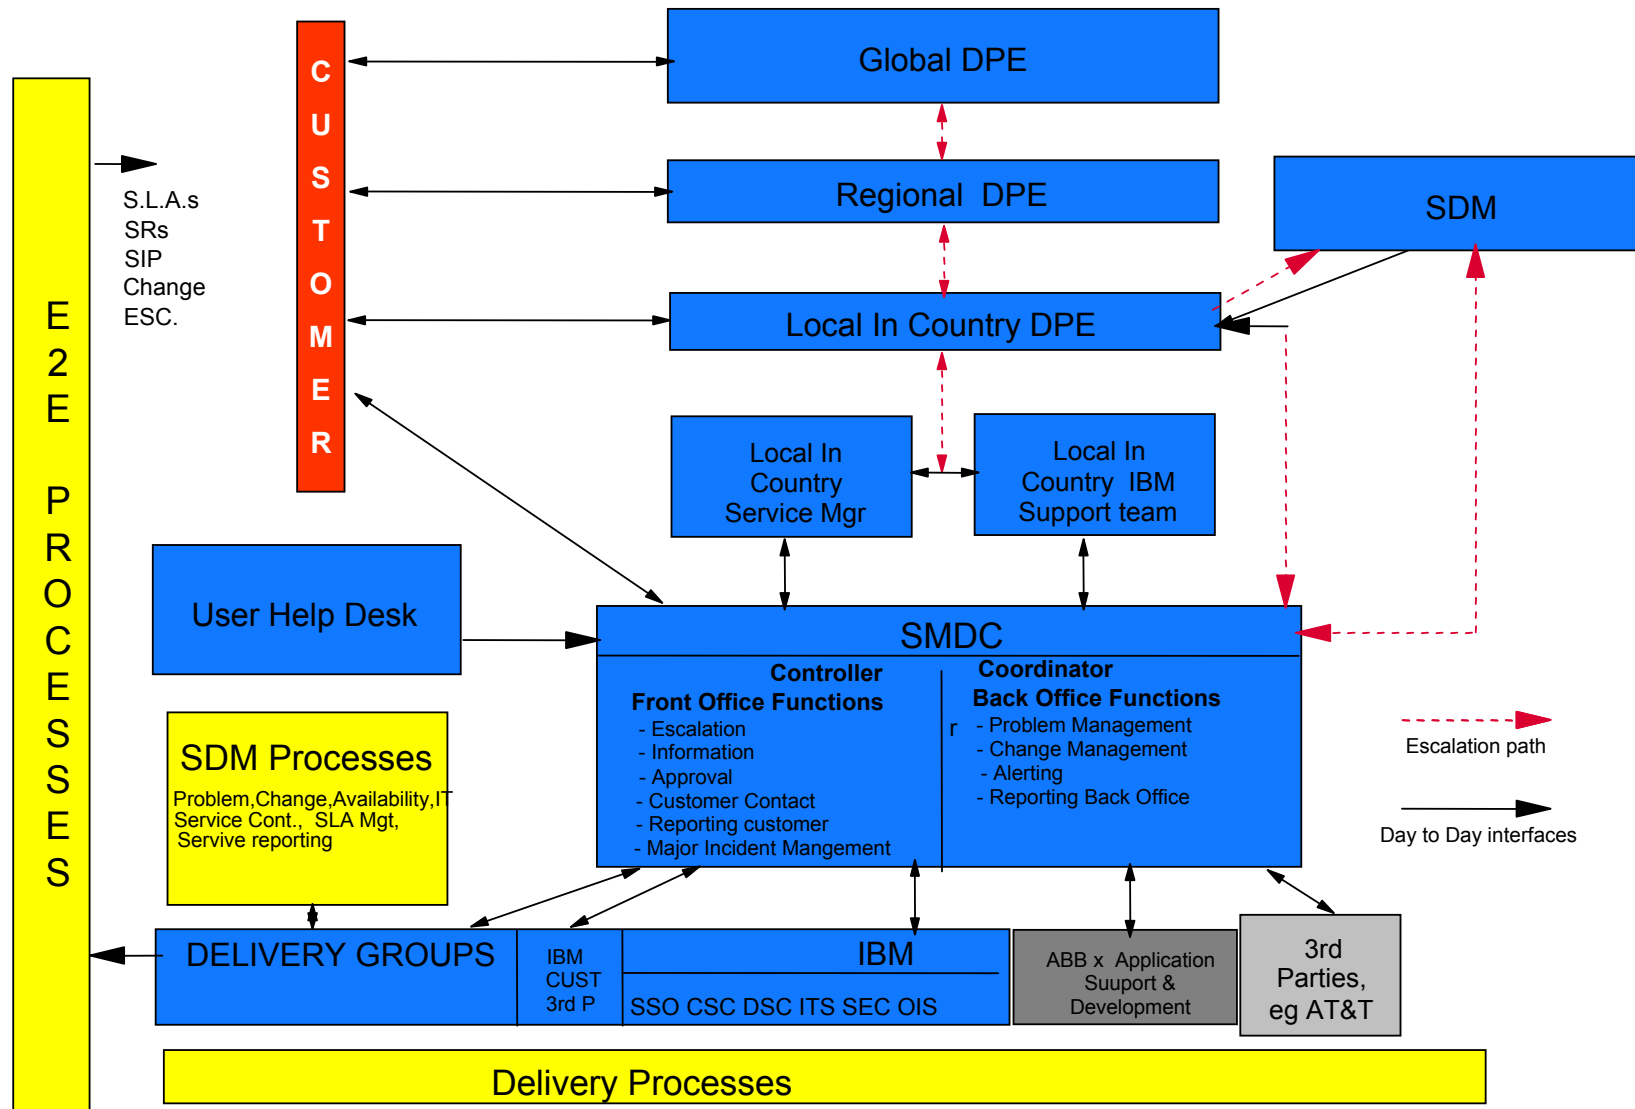 E2E PROCESSES
S.L.A.s
SRs
SIP
Change
ESC.
CUSTOMER
Global DPE
Regional DPE
SDM
Local In Country DPE
Local In
Country
Service Mgr
Local In
Country IBM
Support team
User Help Desk
SMDC
Controller
Front Office Functions
- Escalation
- Information
- Approval
- Customer Contact
- Reporting customer
- Major Incident Mangement
Coordinator
Back Office Functions
r
- Problem Management
- Change Management
- Alerting
- Reporting Back Office
SDM Processes
Problem,Change,Availability,IT
Service Cont., SLA Mgt,
Servive reporting
Escalation path
Day to Day interfaces
DELIVERY GROUPS
IBM
CUST
3rd P
IBM
SSO CSC DSC ITS SEC OIS
ABB x Application
Suuport &
Development
3rd
Parties,
eg AT&T
Delivery Processes